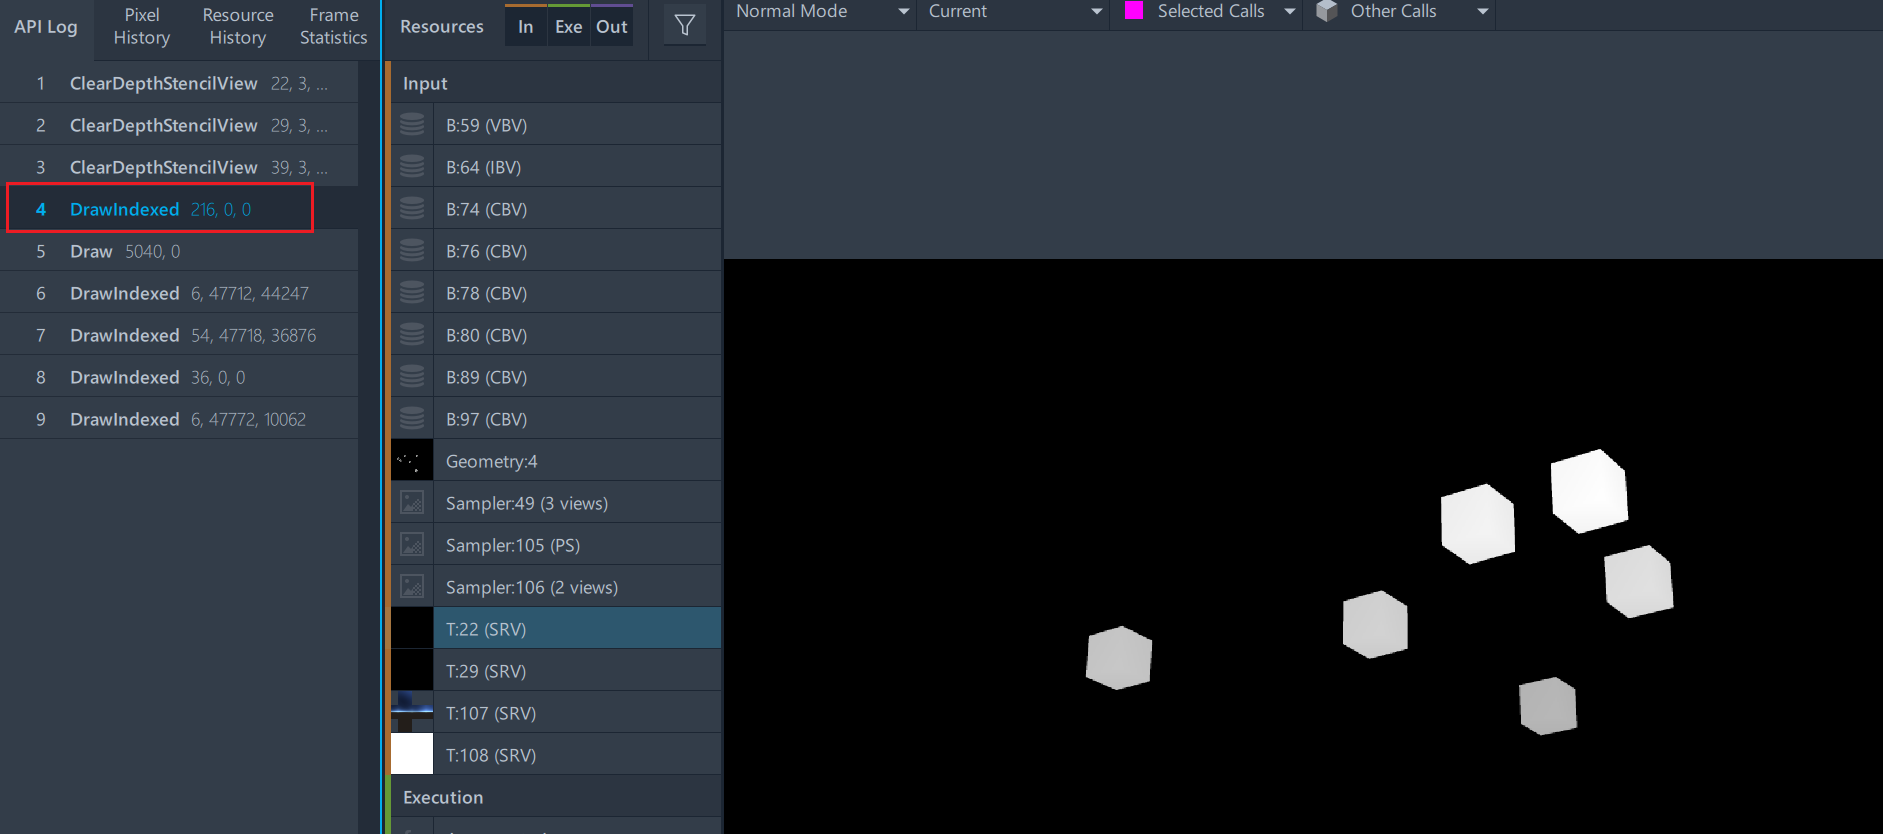 API Log
Pixel History
Resource History
Frame Statistics
1 ClearDepthStencilView 22, 3, ...
2 ClearDepthStencilView 29, 3, ...
3 ClearDepthStencilView 39, 3, ...
4 DrawIndexed 216, 0, 0
5 Draw 5040, 0
6 DrawIndexed 6, 47712, 44247
7 DrawIndexed 54, 47718, 36876
8 DrawIndexed 36, 0, 0
9 DrawIndexed 6, 47772, 10062
Resources In Exe Out
Input
B:59 (VBV)
B:64 (IBV)
B:74 (CBV)
B:76 (CBV)
B:78 (CBV)
B:80 (CBV)
B:89 (CBV)
B:97 (CBV)
Geometry:4
Sampler:49 (3 views)
Sampler:105 (PS)
Sampler:106 (2 views)
T:22 (SRV)
T:29 (SRV)
T:107 (SRV)
T:108 (SRV)
Execution
Normal Mode Current Selected Calls Other Calls